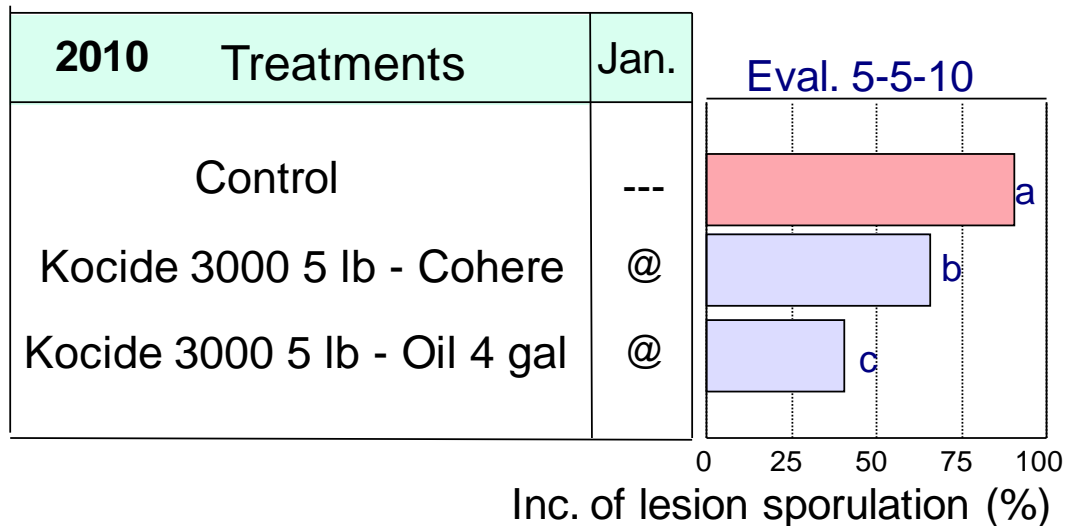 2010 Treatments Jan.
Eval. 5-5-10
Control ---
a
Kocide 3000 5 lb - Cohere @
b
Kocide 3000 5 lb - Oil 4 gal @
c
0 25 50 75 100
Inc. of lesion sporulation (%)